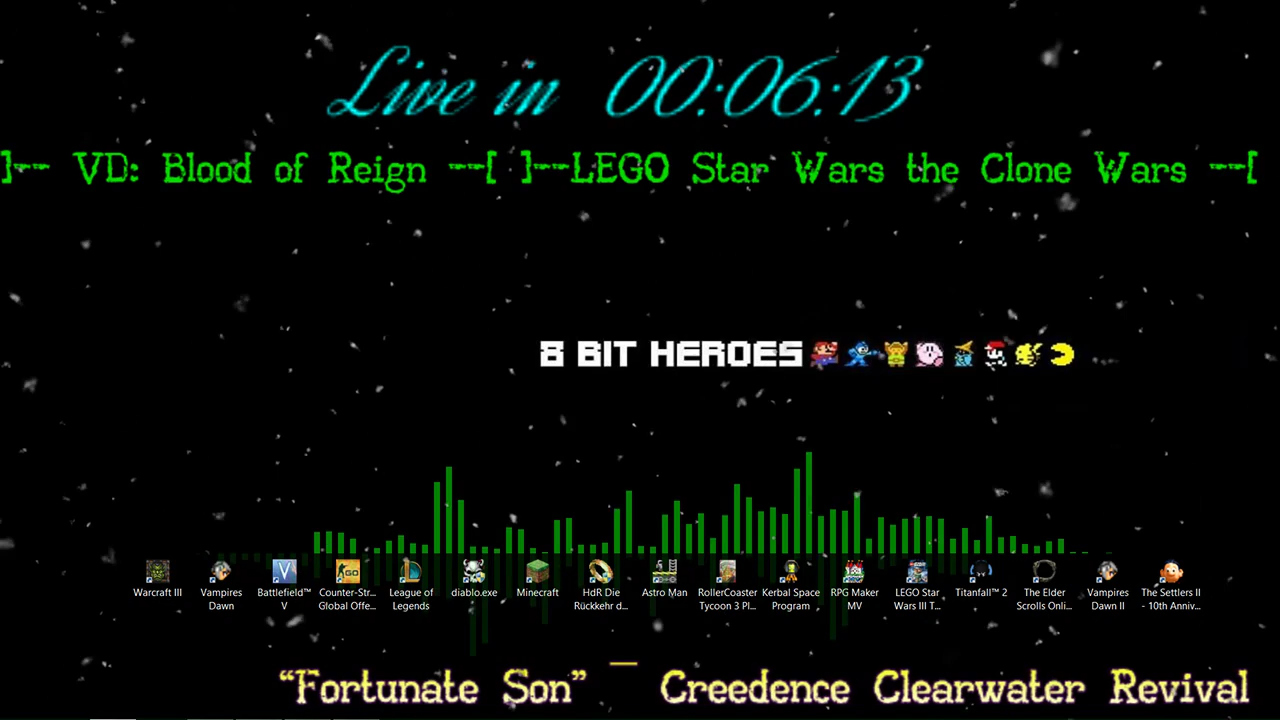 Live in 00:06:13
]-- VD: Blood of Reign --[ ]--LEGO Star Wars the Clone Wars --[
8 BIT HEROES
Warcraft III
Vampires Dawn
Battlefield™ V
Counter-Str... Global Offe...
League of Legends
diablo.exe
Minecraft
HdR Die Rückkehr d...
Astro Man
RollerCoaster Tycoon 3 Pl...
Kerbal Space Program
RPG Maker MV
LEGO Star Wars III T...
Titanfall™ 2
The Elder Scrolls Onli...
Vampires Dawn II
The Settlers II - 10th Anniv...
“Fortunate Son” ¯ Creedence Clearwater Revival